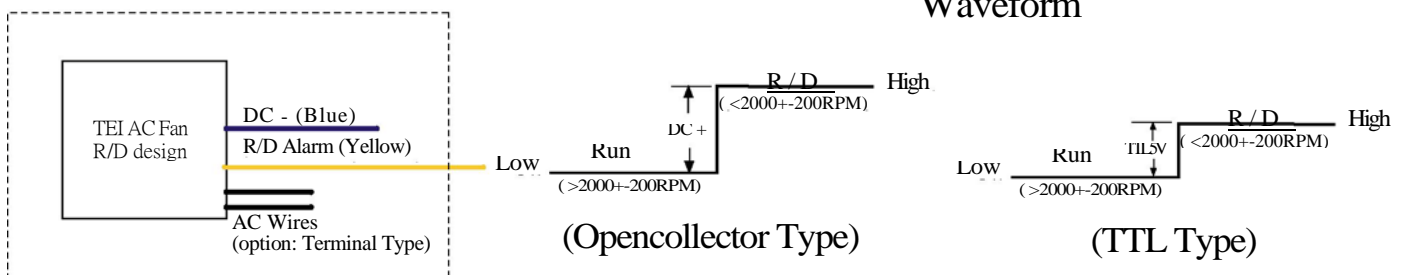 Waveform
TEI AC Fan
R/D design
DC - (Blue)
R/D Alarm (Yellow)
AC Wires
(option: Terminal Type)
Low
Run
( >2000+-200RPM)
DC +
R / D
( <2000+-200RPM)
High
(Opencollector Type)
Low
Run
( >2000+-200RPM)
R / D
( <2000+-200RPM)
High
(TTL Type)